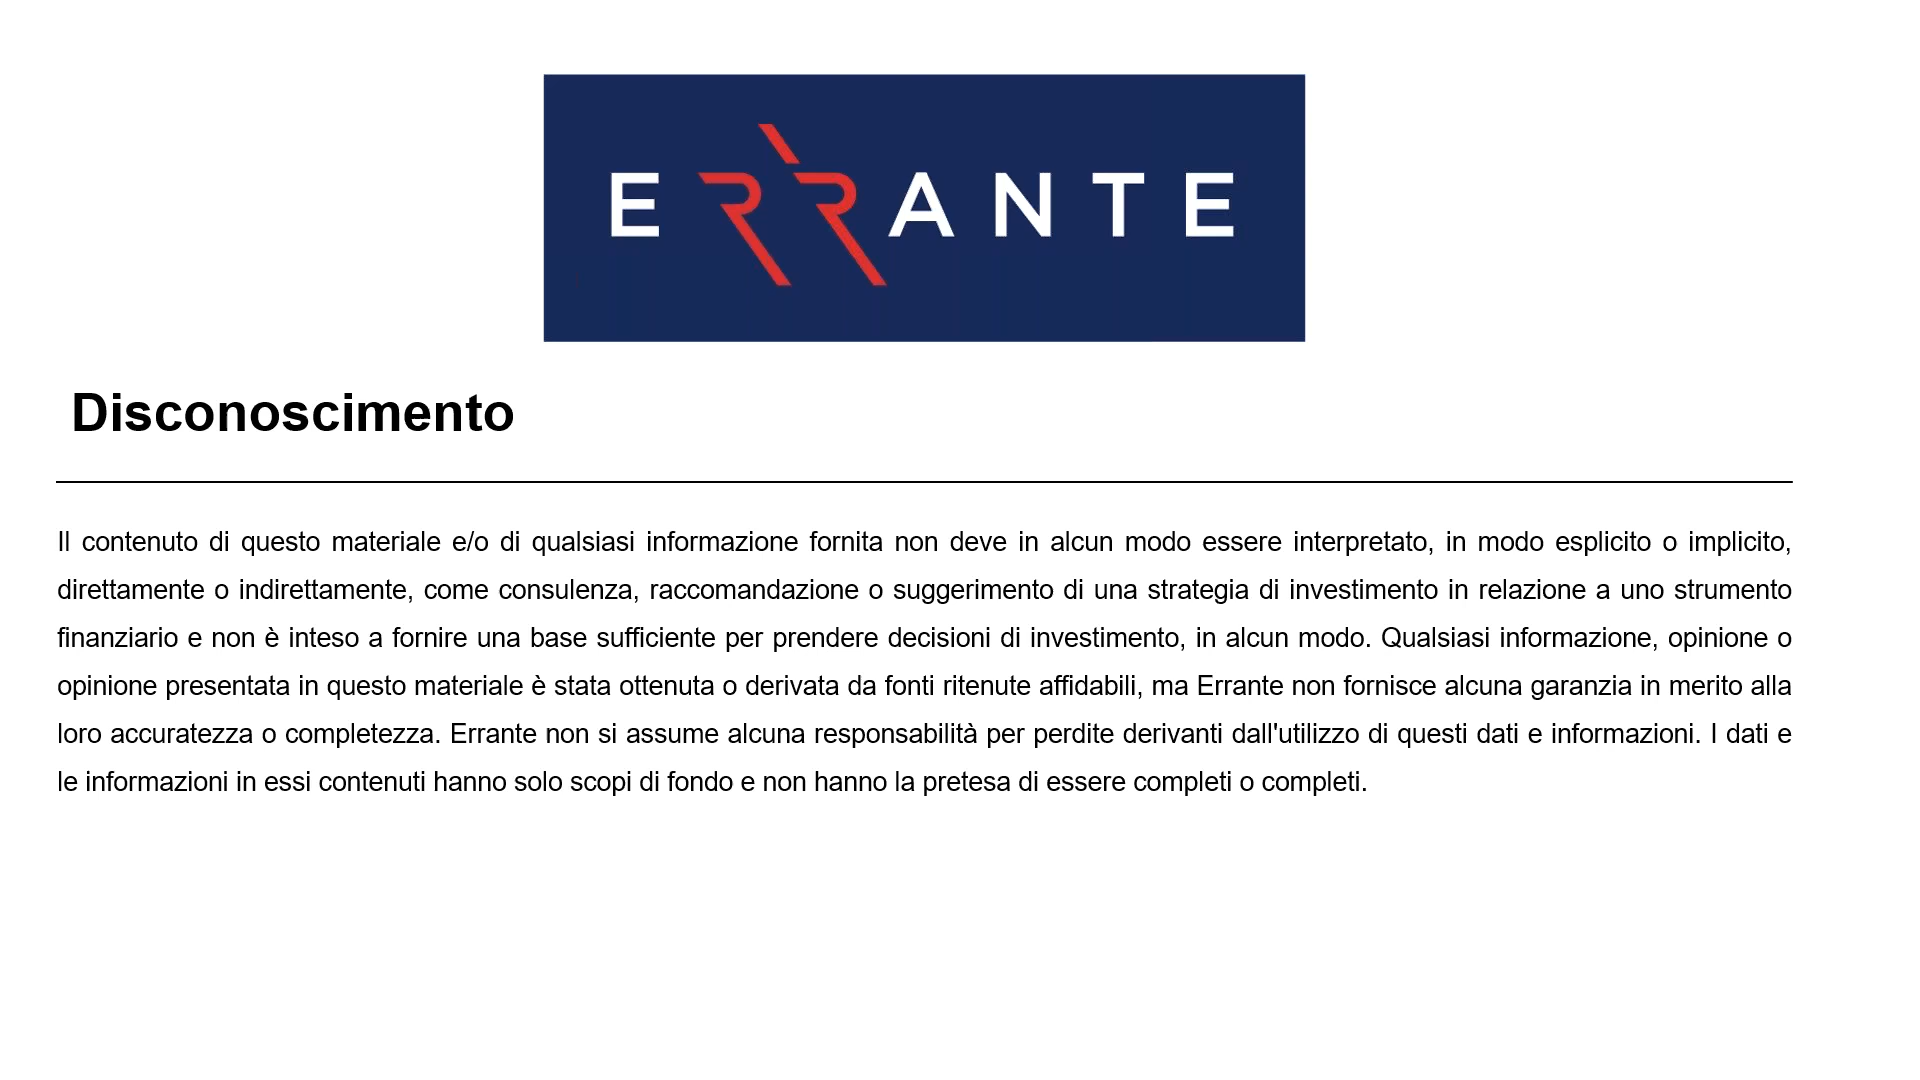 ERRANTE
Disconoscimento
Il contenuto di questo materiale e/o di qualsiasi informazione fornita non deve in alcun modo essere interpretato, in modo esplicito o implicito,
direttamente o indirettamente, come consulenza, raccomandazione o suggerimento di una strategia di investimento in relazione a uno strumento
finanziario e non è inteso a fornire una base sufficiente per prendere decisioni di investimento, in alcun modo. Qualsiasi informazione, opinione o
opinione presentata in questo materiale è stata ottenuta o derivata da fonti ritenute affidabili, ma Errante non fornisce alcuna garanzia in merito alla
loro accuratezza o completezza. Errante non si assume alcuna responsabilità per perdite derivanti dall'utilizzo di questi dati e informazioni. I dati e
le informazioni in essi contenuti hanno solo scopi di fondo e non hanno la pretesa di essere completi o completi.